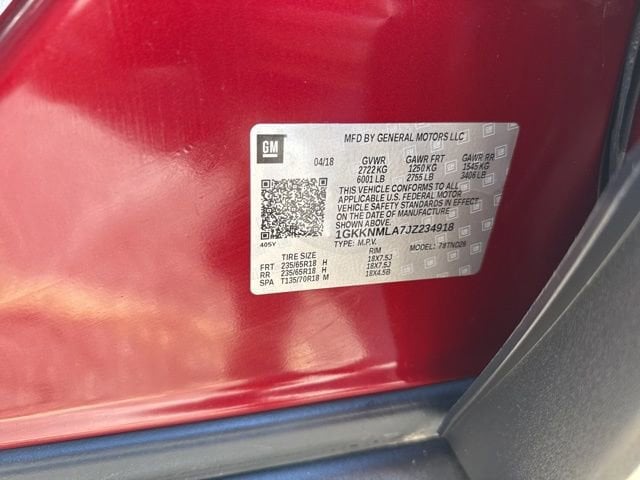 MFD BY GENERAL MOTORS LLC
GM
04/18 GVWR GAWR FRT GAWR RR
2722 KG 1250 KG 1545 KG
6001 LB 2755 LB 3406 LB
THIS VEHICLE CONFORMS TO ALL
APPLICABLE U.S. FEDERAL MOTOR
VEHICLE SAFETY STANDARDS IN
EFFECT ON THE DATE OF MANUFACTURE
SHOWN ABOVE.
1GKKNMLA7JZ234918
405Y TYPE: M.P.V. MODEL: 78TND26
TIRE SIZE RIM
FRT 235/65R18 H 18X7.5J
RR 235/65R18 H 18X7.5J
SPA T135/70R18 M 18X4.5B